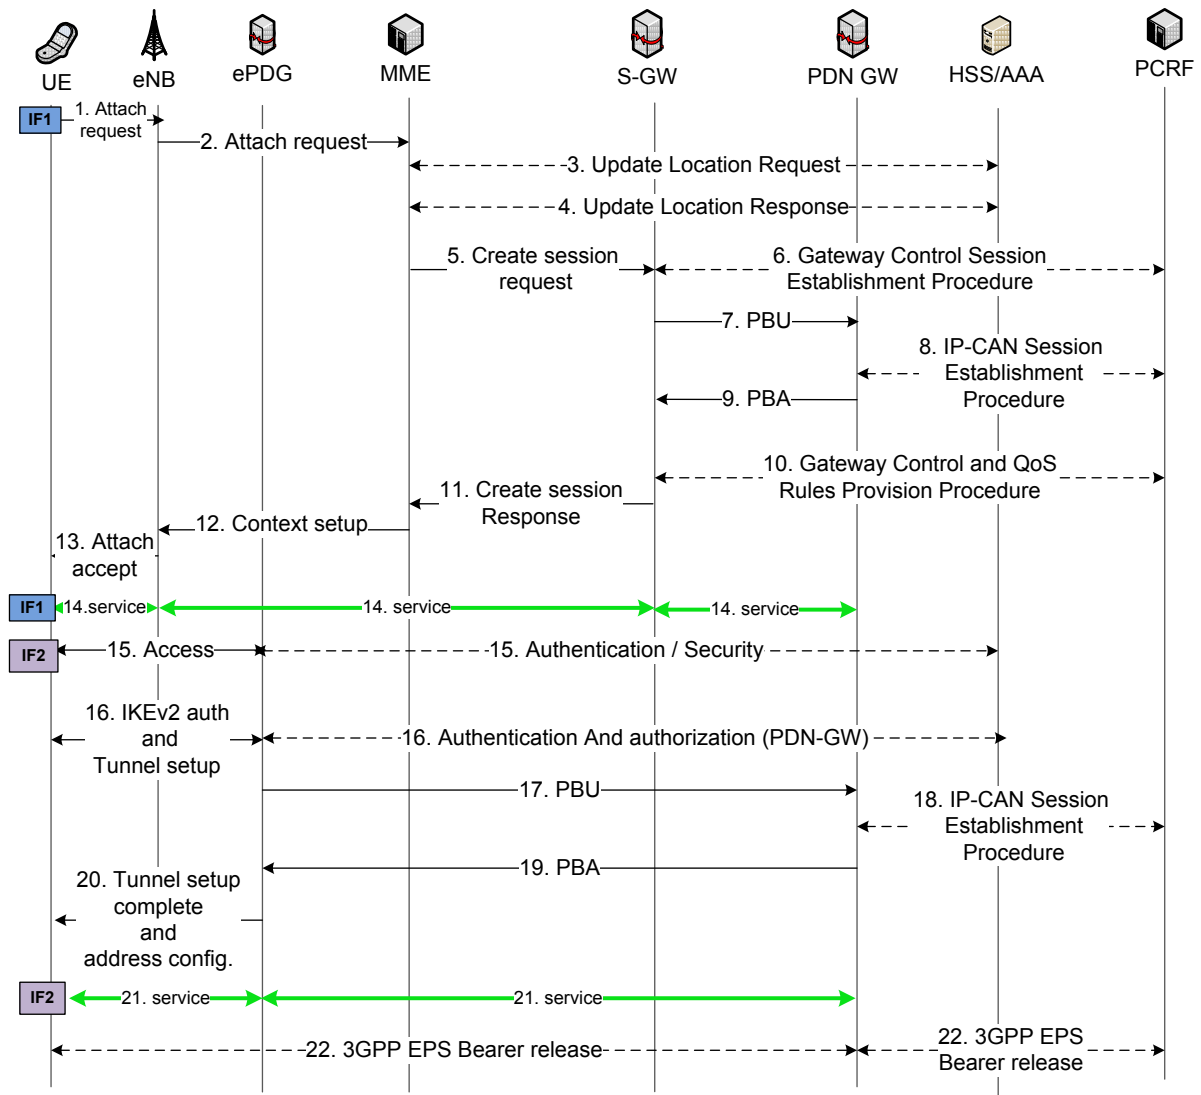 UE
eNB
ePDG
MME
S-GW
PDN GW
HSS/AAA
PCRF
IF1
1. Attach
request
2. Attach request
3. Update Location Request
4. Update Location Response
5. Create session
request
6. Gateway Control Session
Establishment Procedure
7. PBU
8. IP-CAN Session
Establishment
Procedure
9. PBA
10. Gateway Control and QoS
Rules Provision Procedure
11. Create session
Response
12. Context setup
13. Attach
accept
IF1
14.service
14. service
14. service
IF2
15. Access
15. Authentication / Security
16. IKEv2 auth
and
Tunnel setup
16. Authentication And authorization (PDN-GW)
17. PBU
18. IP-CAN Session
Establishment
Procedure
19. PBA
20. Tunnel setup
complete
and
address config.
IF2
21. service
21. service
22. 3GPP EPS Bearer release
22. 3GPP EPS
Bearer release